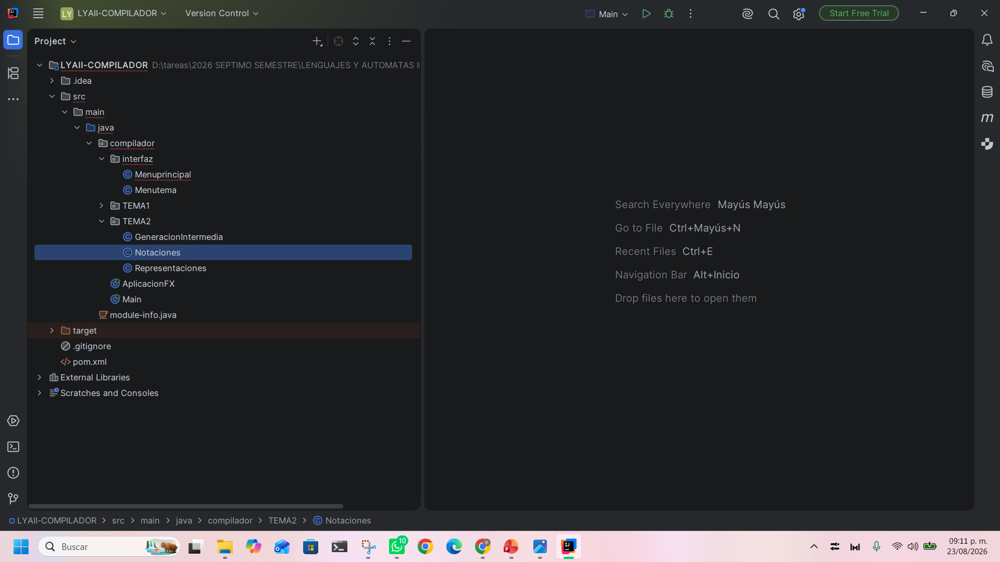 LY LYAII-COMPILADOR Version Control Main Start Free Trial
Project
LYAII-COMPILADOR D:\tareas\2026 SEPTIMO SEMESTRE\LENGUAJES Y AUTOMATAS I
.idea
src
main
java
compilador
interfaz
Menuprincipal
Menutema
TEMA1
TEMA2
GeneracionIntermedia
Notaciones
Representaciones
AplicacionFX
Main
module-info.java
target
.gitignore
pom.xml
External Libraries
Scratches and Consoles
Search Everywhere Mayús Mayús
Go to File Ctrl+Mayús+N
Recent Files Ctrl+E
Navigation Bar Alt+Inicio
Drop files here to open them
LYAII-COMPILADOR > src > main > java > compilador > TEMA2 > Notaciones
Buscar
10
09:11 p. m.
23/08/2026